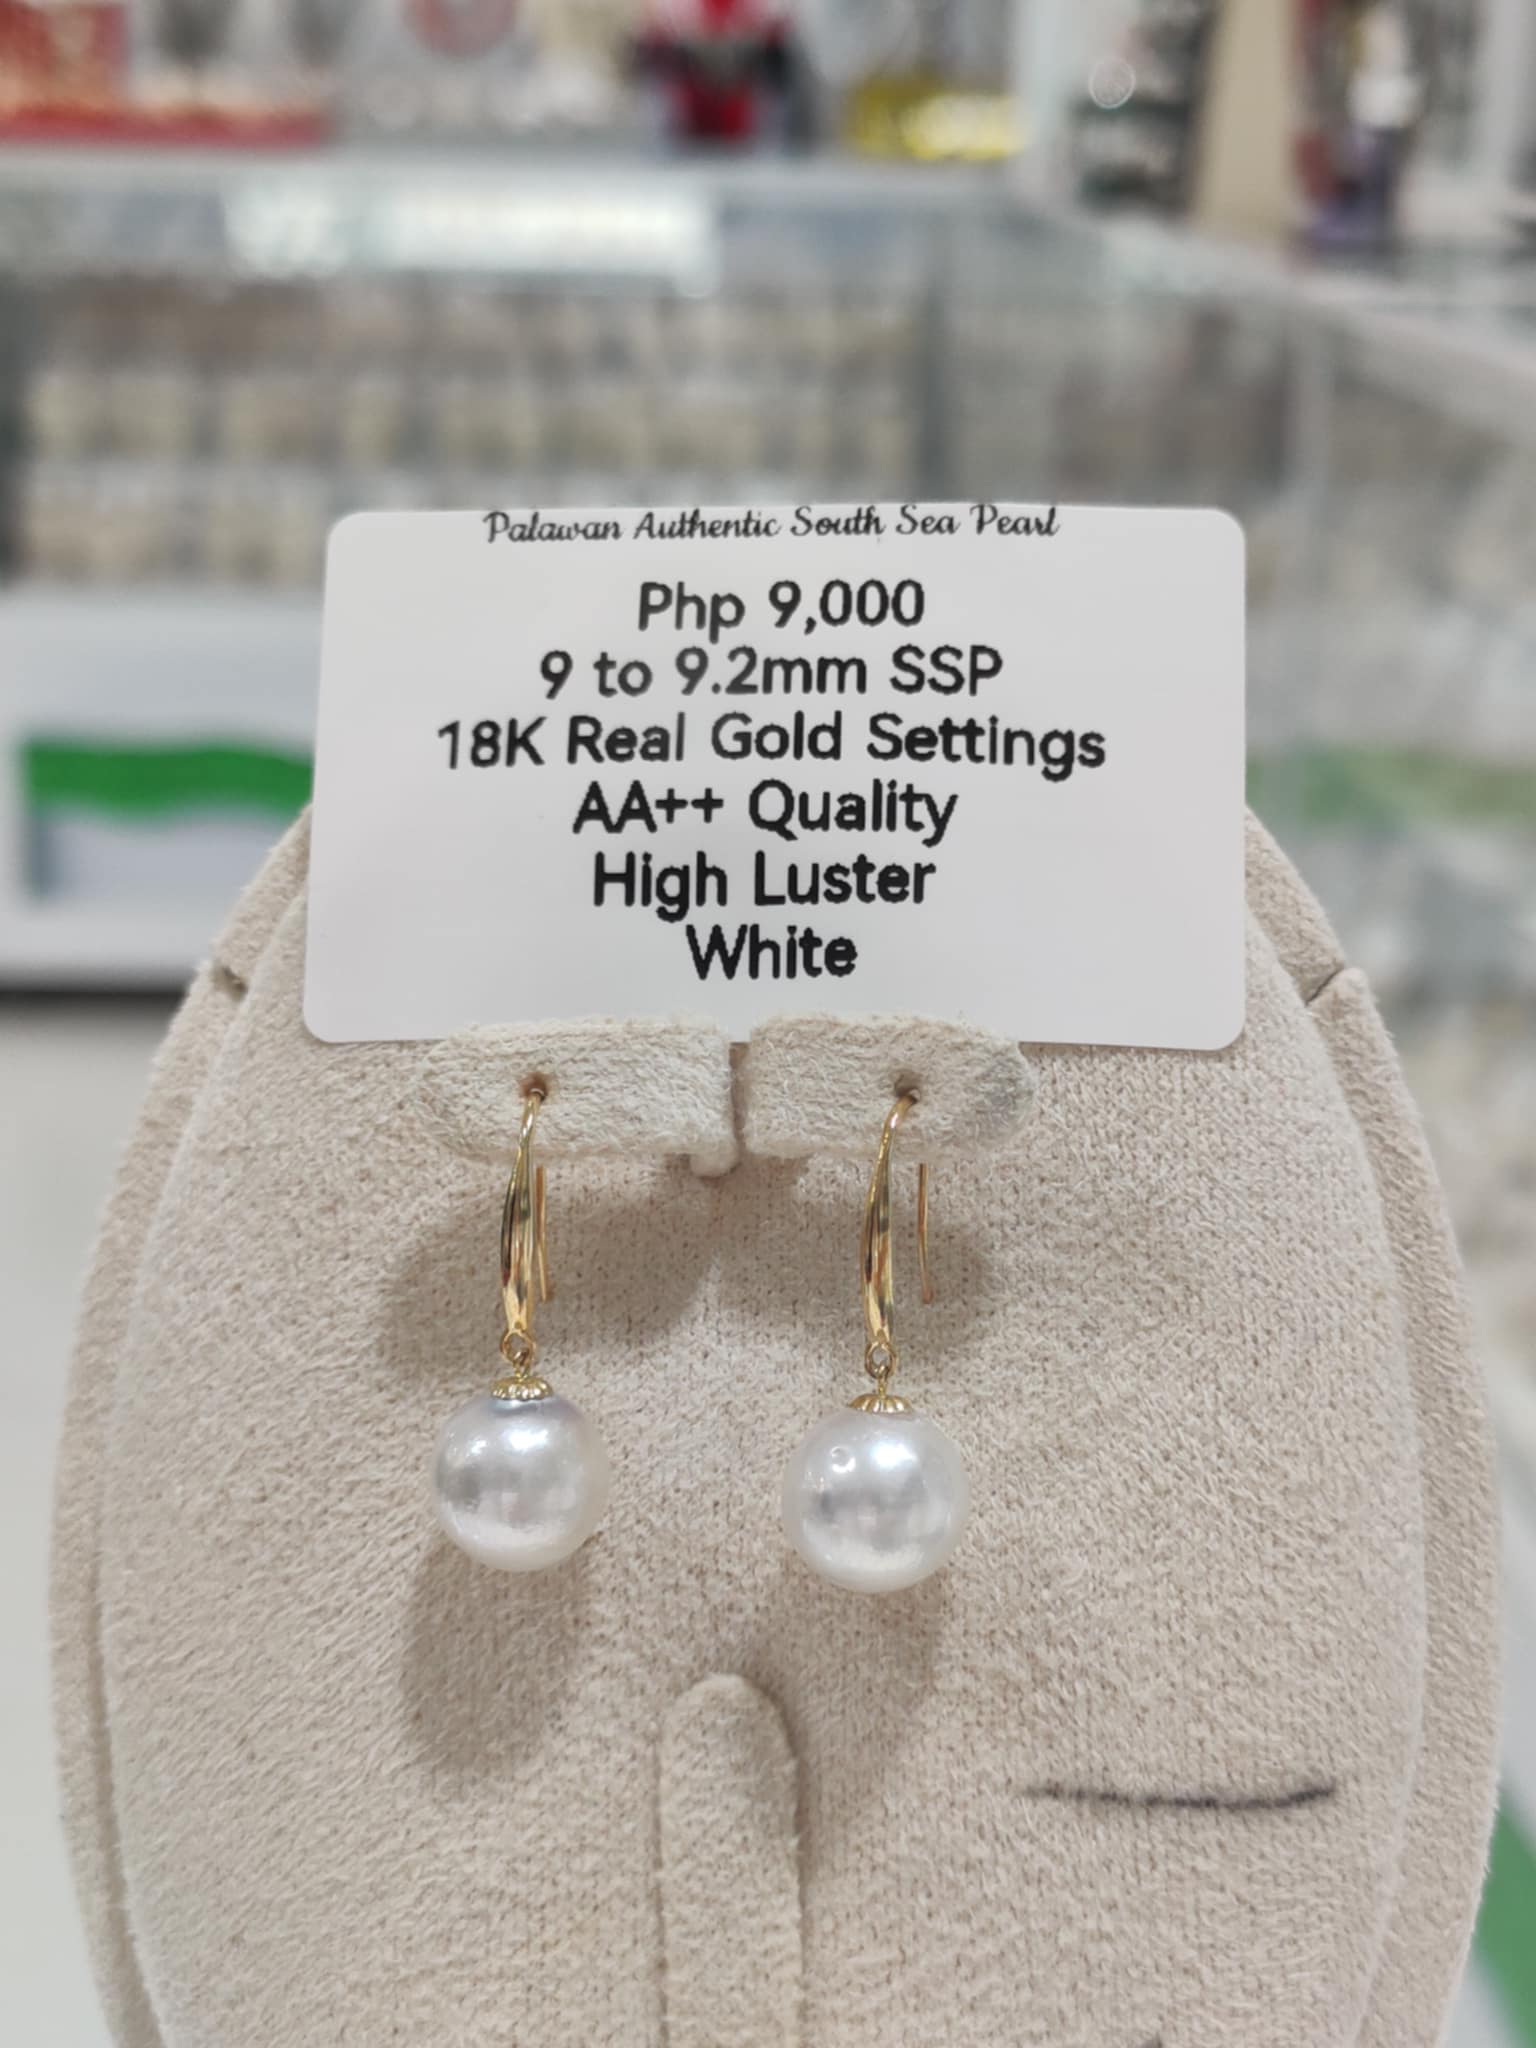 Palawan Authentic South Sea Pearl
Php 9,000
9 to 9.2mm SSP
18K Real Gold Settings
AA++ Quality
High Luster
White